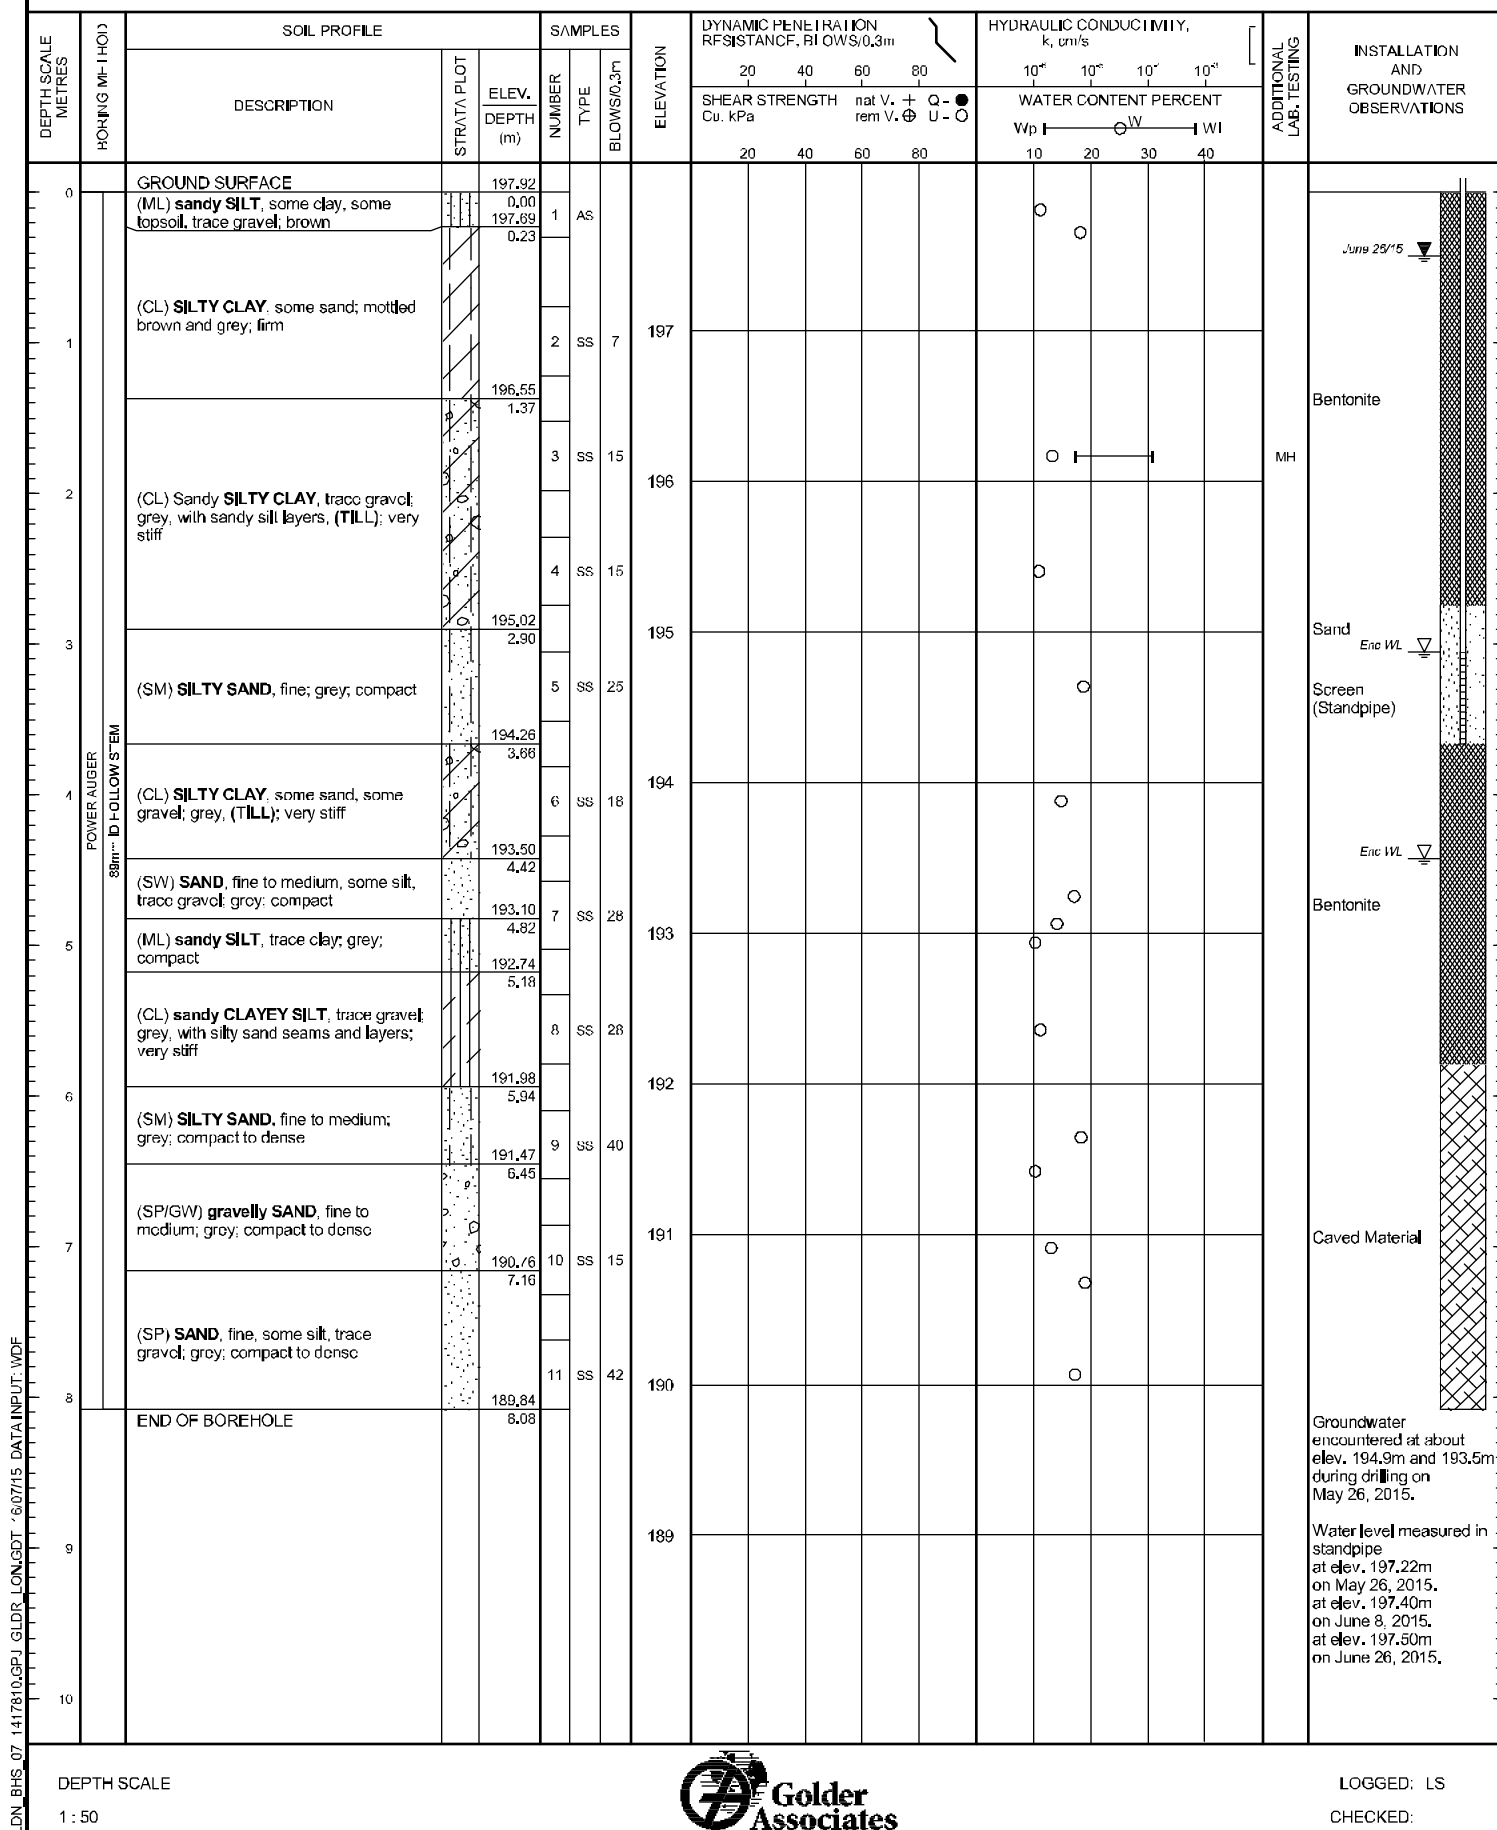 DEPTH SCALE
METRES
BORING METHOD
SOIL PROFILE
DESCRIPTION
STRATA PLOT
ELEV.
DEPTH
(m)
SAMPLES
NUMBER
TYPE
BLOWS/0.3m
ELEVATION
DYNAMIC PENETRATION
RESISTANCE, BLOWS/0.3m
20 40 60 80
SHEAR STRENGTH nat V. + Q - ●
Cu, kPa rem V. ⊕ U - O
20 40 60 80
HYDRAULIC CONDUCTIVITY,
k, cm/s
WATER CONTENT PERCENT
Wp W Wl
10 20 30 40
ADDITIONAL
LAB. TESTING
INSTALLATION
AND
GROUNDWATER
OBSERVATIONS
0
1
2
3
4
5
6
7
8
9
10
POWER AUGER
89mm ID HOLLOW STEM
GROUND SURFACE 197.92
(ML) sandy SILT, some clay, some
topsoil, trace gravel; brown
0.00
197.69
0.23
(CL) SILTY CLAY, some sand; mottled
brown and grey; firm
196.55
1.37
(CL) Sandy SILTY CLAY, trace gravel;
grey, with sandy silt layers, (TILL); very
stiff
195.02
2.90
(SM) SILTY SAND, fine; grey; compact
194.26
3.66
(CL) SILTY CLAY, some sand, some
gravel; grey, (TILL); very stiff
193.50
4.42
(SW) SAND, fine to medium, some silt,
trace gravel; grey; compact
193.10
4.82
(ML) sandy SILT, trace clay; grey;
compact
192.74
5.18
(CL) sandy CLAYEY SILT, trace gravel;
grey, with silty sand seams and layers;
very stiff
191.98
5.94
(SM) SILTY SAND, fine to medium;
grey; compact to dense
191.47
6.45
(SP/GW) gravelly SAND, fine to
medium; grey; compact to dense
190.76
7.16
(SP) SAND, fine, some silt, trace
gravel; grey; compact to dense
189.84
END OF BOREHOLE 8.08
1 AS
2 SS 7
3 SS 15
4 SS 15
5 SS 25
6 SS 18
7 SS 28
8 SS 28
9 SS 40
10 SS 15
11 SS 42
197
196
195
194
193
192
191
190
189
MH
June 26/15
Bentonite
Sand
Enc WL
Screen
(Standpipe)
Enc WL
Bentonite
Caved Material
Groundwater
encountered at about
elev. 194.9m and 193.5m
during drilling on
May 26, 2015.
Water level measured in
standpipe
at elev. 197.22m
on May 26, 2015.
at elev. 197.40m
on June 8, 2015.
at elev. 197.50m
on June 26, 2015.
LDN_BHS_07 1417810.GPJ GLDR_LON.GDT 6/07/15 DATA INPUT: WDF
DEPTH SCALE
1 : 50
Golder
Associates
LOGGED: LS
CHECKED: